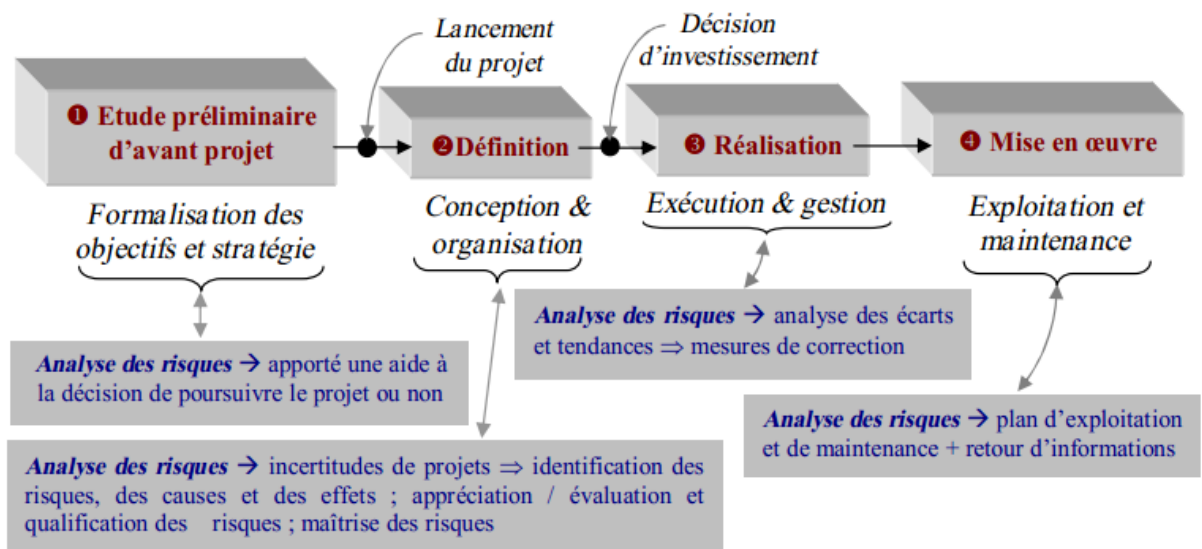 Lancement
du projet
Décision
d'investissement
❶ Etude préliminaire
d'avant projet
❷Définition
❸ Réalisation
❹ Mise en œuvre
Formalisation des
objectifs et stratégie
Conception &
organisation
Exécution & gestion
Exploitation et
maintenance
Analyse des risques → apporté une aide à
la décision de poursuivre le projet ou non
Analyse des risques → analyse des écarts
et tendances ⇒ mesures de correction
Analyse des risques → incertitudes de projets ⇒ identification des
risques, des causes et des effets ; appréciation / évaluation et
qualification des risques ; maîtrise des risques
Analyse des risques → plan d'exploitation
et de maintenance + retour d'informations